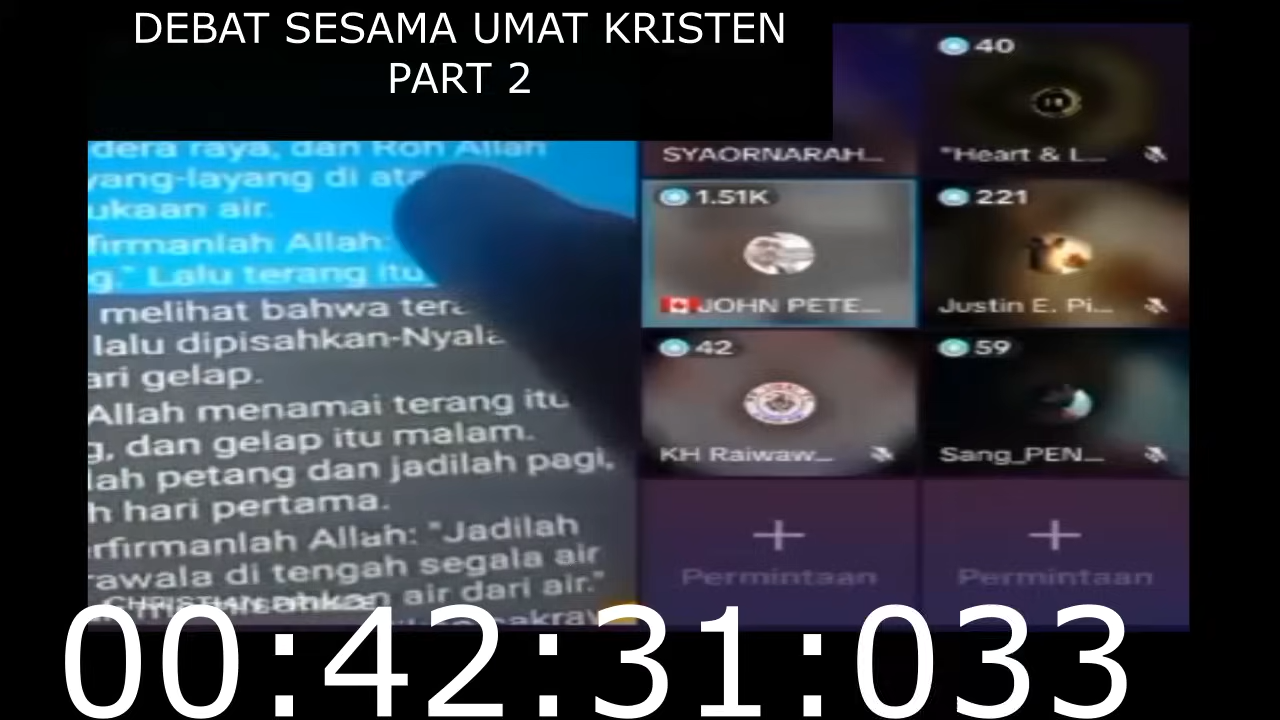 DEBAT SESAMA UMAT KRISTEN
PART 2
dera raya, dan Roh Allah
yang-layang di ata
ukaan air.
firmanlah Allah:
g." Lalu terang itu
melihat bahwa tera
lalu dipisahkan-Nyala
ari gelap.
Allah menamai terang itu
g, dan gelap itu malam.
lah petang dan jadilah pagi,
h hari pertama.
rfirmanlah Allah: "Jadilah
rawala di tengah segala air
air dari air."
40
SYAORNARAH...
"Heart & L...
1.51K
221
JOHN PETE...
Justin E. Pi...
42
59
KH Raiwaw...
Sang_PEN...
+
+
Permintaan
Permintaan
00:42:31:033